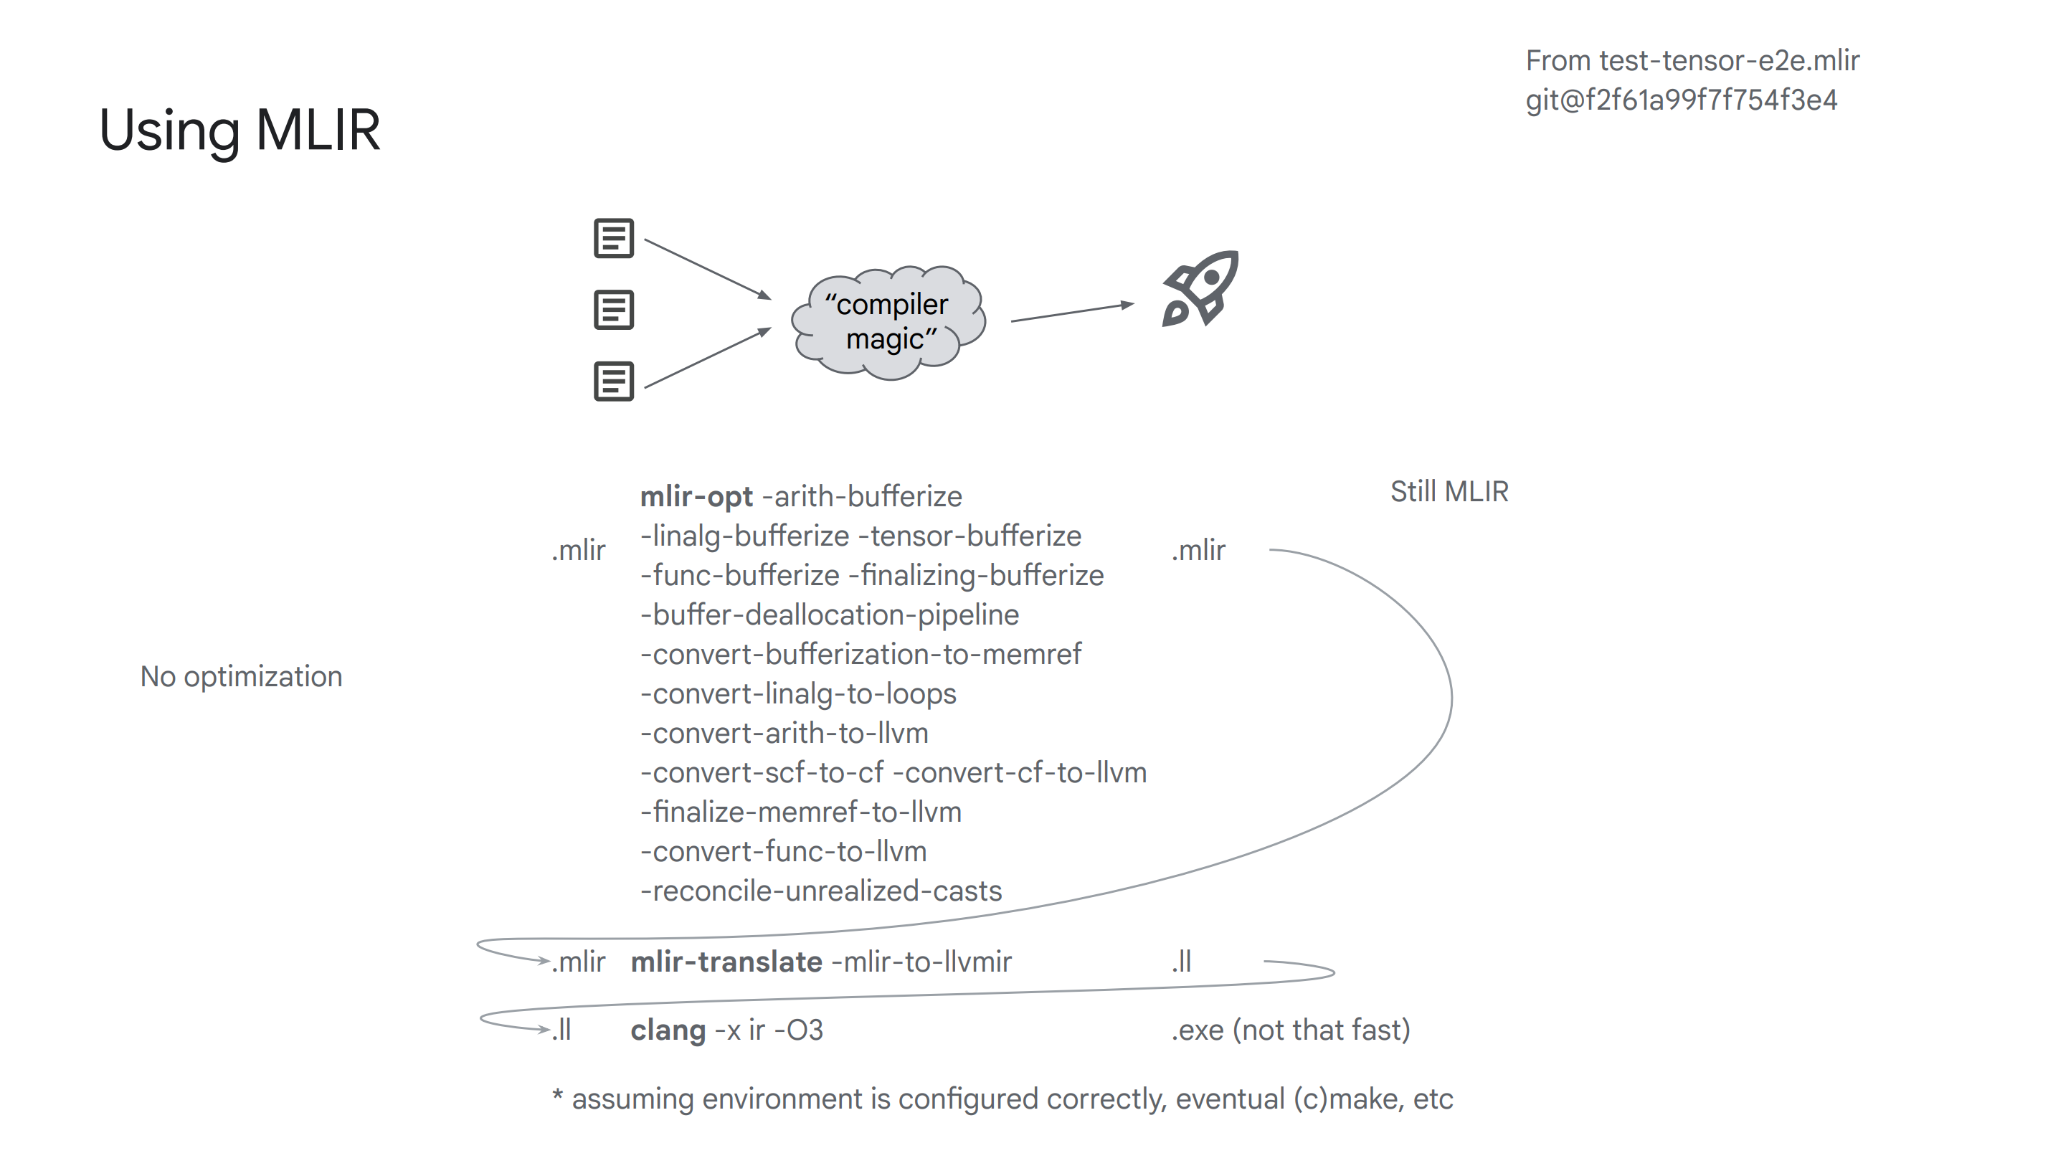 From test-tensor-e2e.mlir
git@f2f61a99f7f754f3e4
Using MLIR
“compiler
magic”
mlir-opt -arith-bufferize
-linalg-bufferize -tensor-bufferize
-func-bufferize -finalizing-bufferize
-buffer-deallocation-pipeline
-convert-bufferization-to-memref
-convert-linalg-to-loops
-convert-arith-to-llvm
-convert-scf-to-cf -convert-cf-to-llvm
-finalize-memref-to-llvm
-convert-func-to-llvm
-reconcile-unrealized-casts
.mlir
.mlir
Still MLIR
No optimization
.mlir mlir-translate -mlir-to-llvmir .ll
.ll clang -x ir -O3 .exe (not that fast)
* assuming environment is configured correctly, eventual (c)make, etc